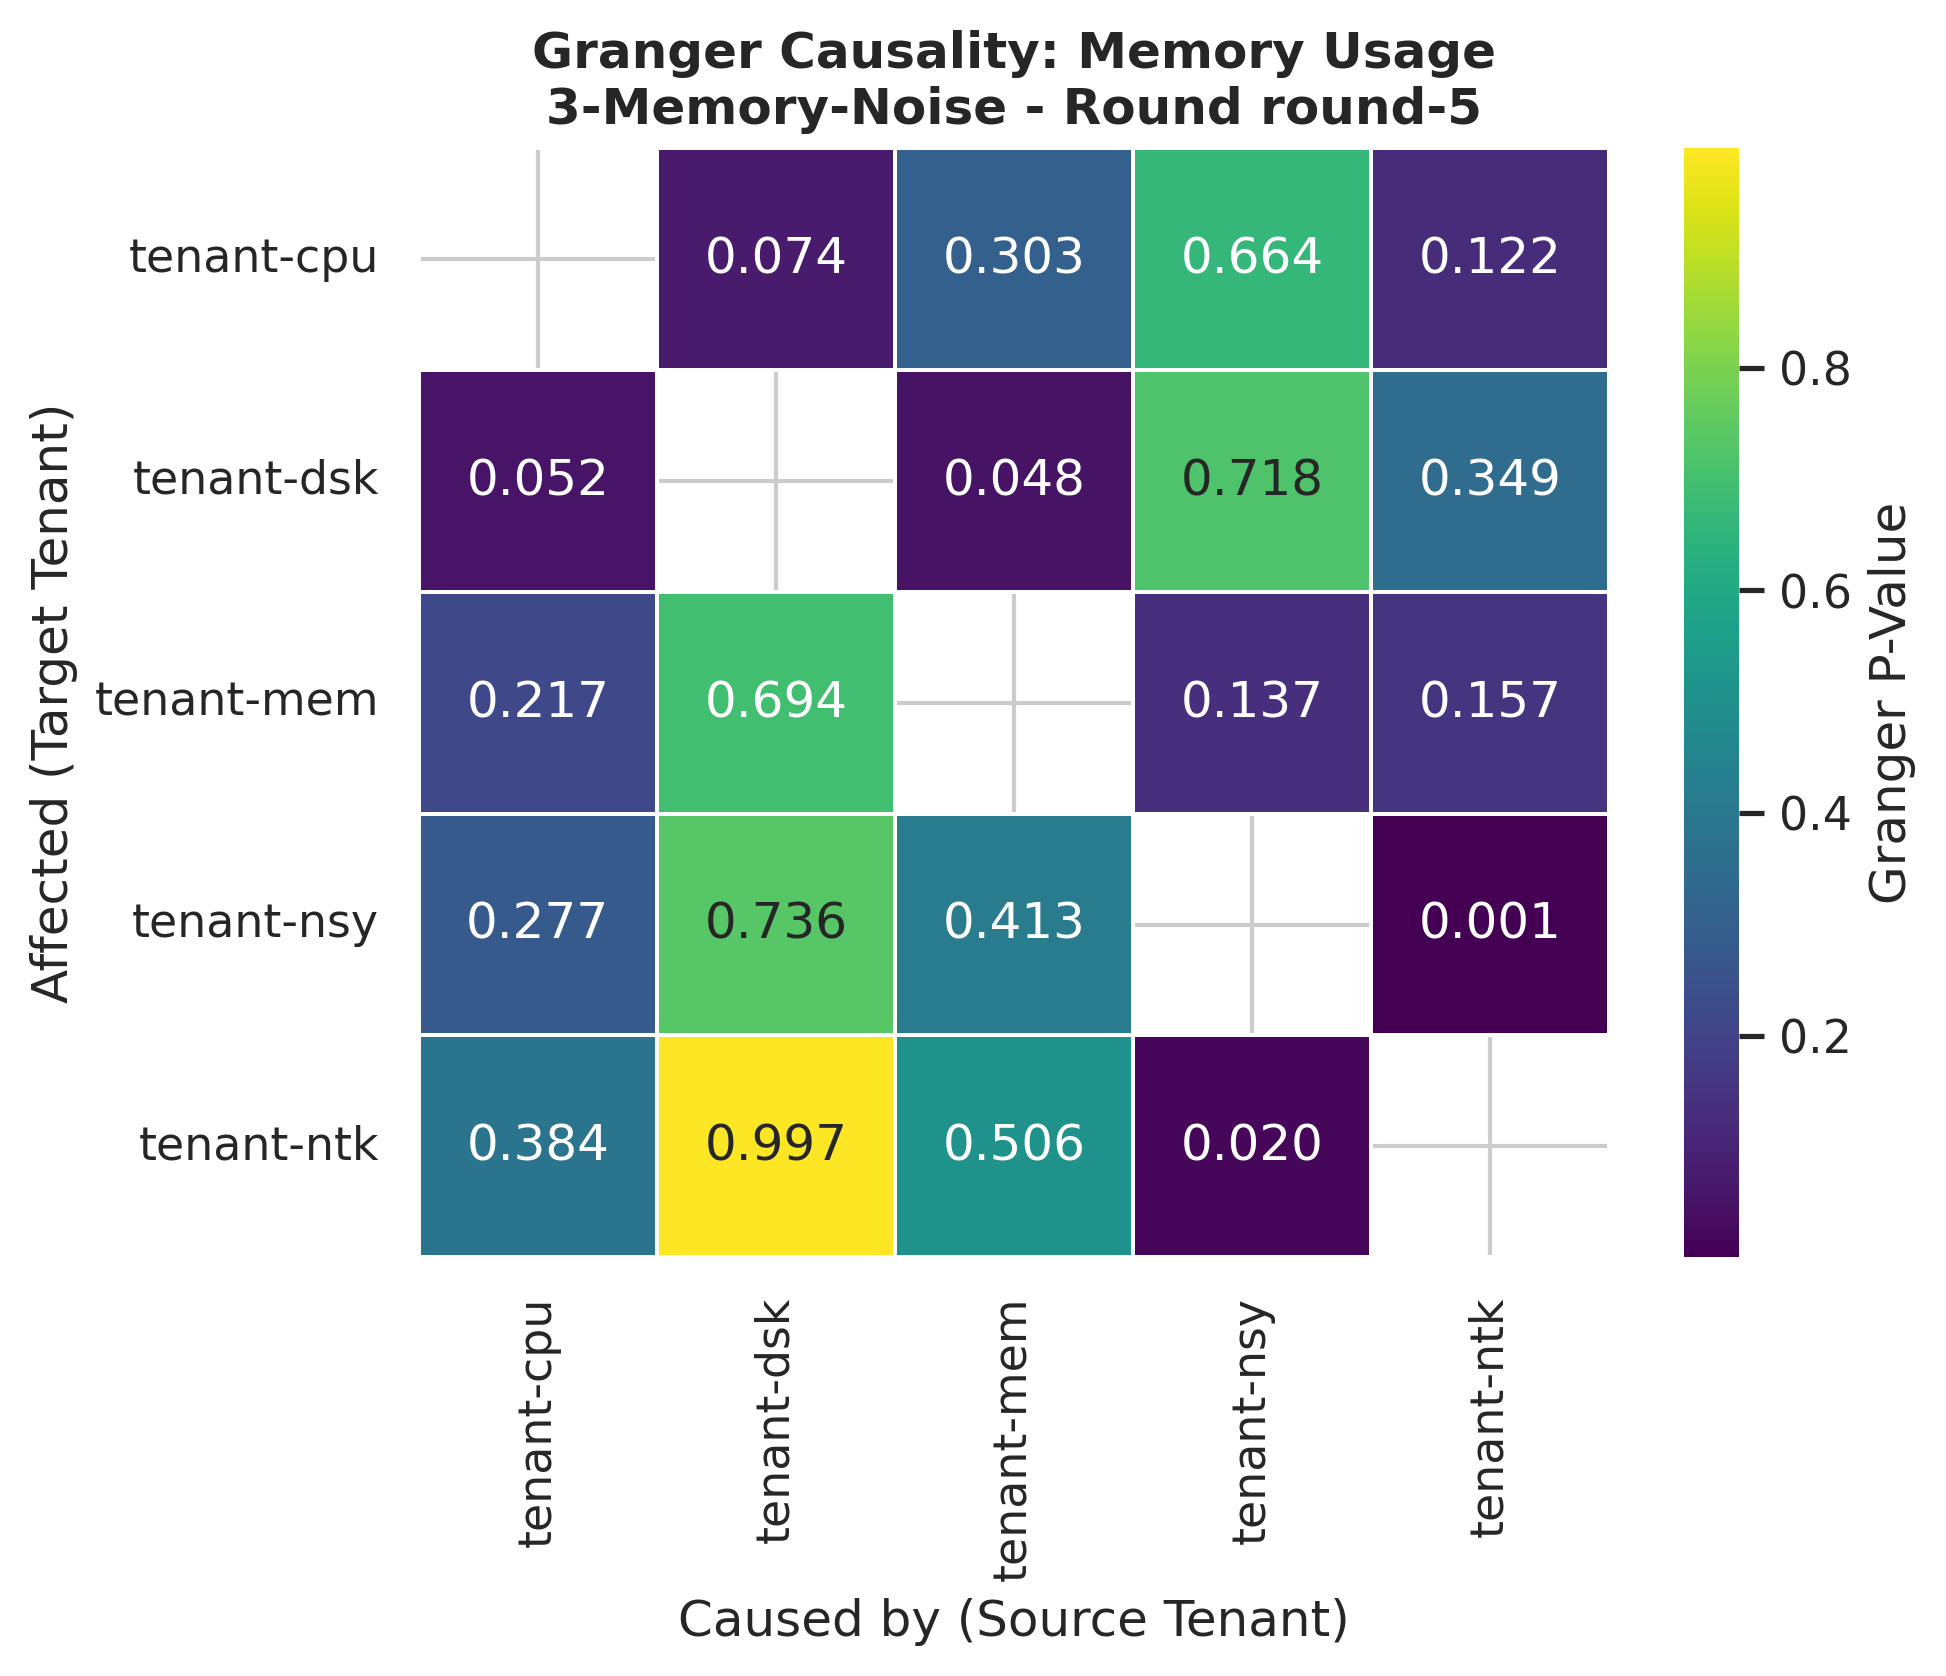 Granger Causality: Memory Usage
3-Memory-Noise - Round round-5
Affected (Target Tenant)
tenant-cpu 0.074 0.303 0.664 0.122
tenant-dsk 0.052 0.048 0.718 0.349
tenant-mem 0.217 0.694 0.137 0.157
tenant-nsy 0.277 0.736 0.413 0.001
tenant-ntk 0.384 0.997 0.506 0.020
tenant-cpu
tenant-dsk
tenant-mem
tenant-nsy
tenant-ntk
Caused by (Source Tenant)
0.8
0.6
0.4
0.2
Granger P-Value